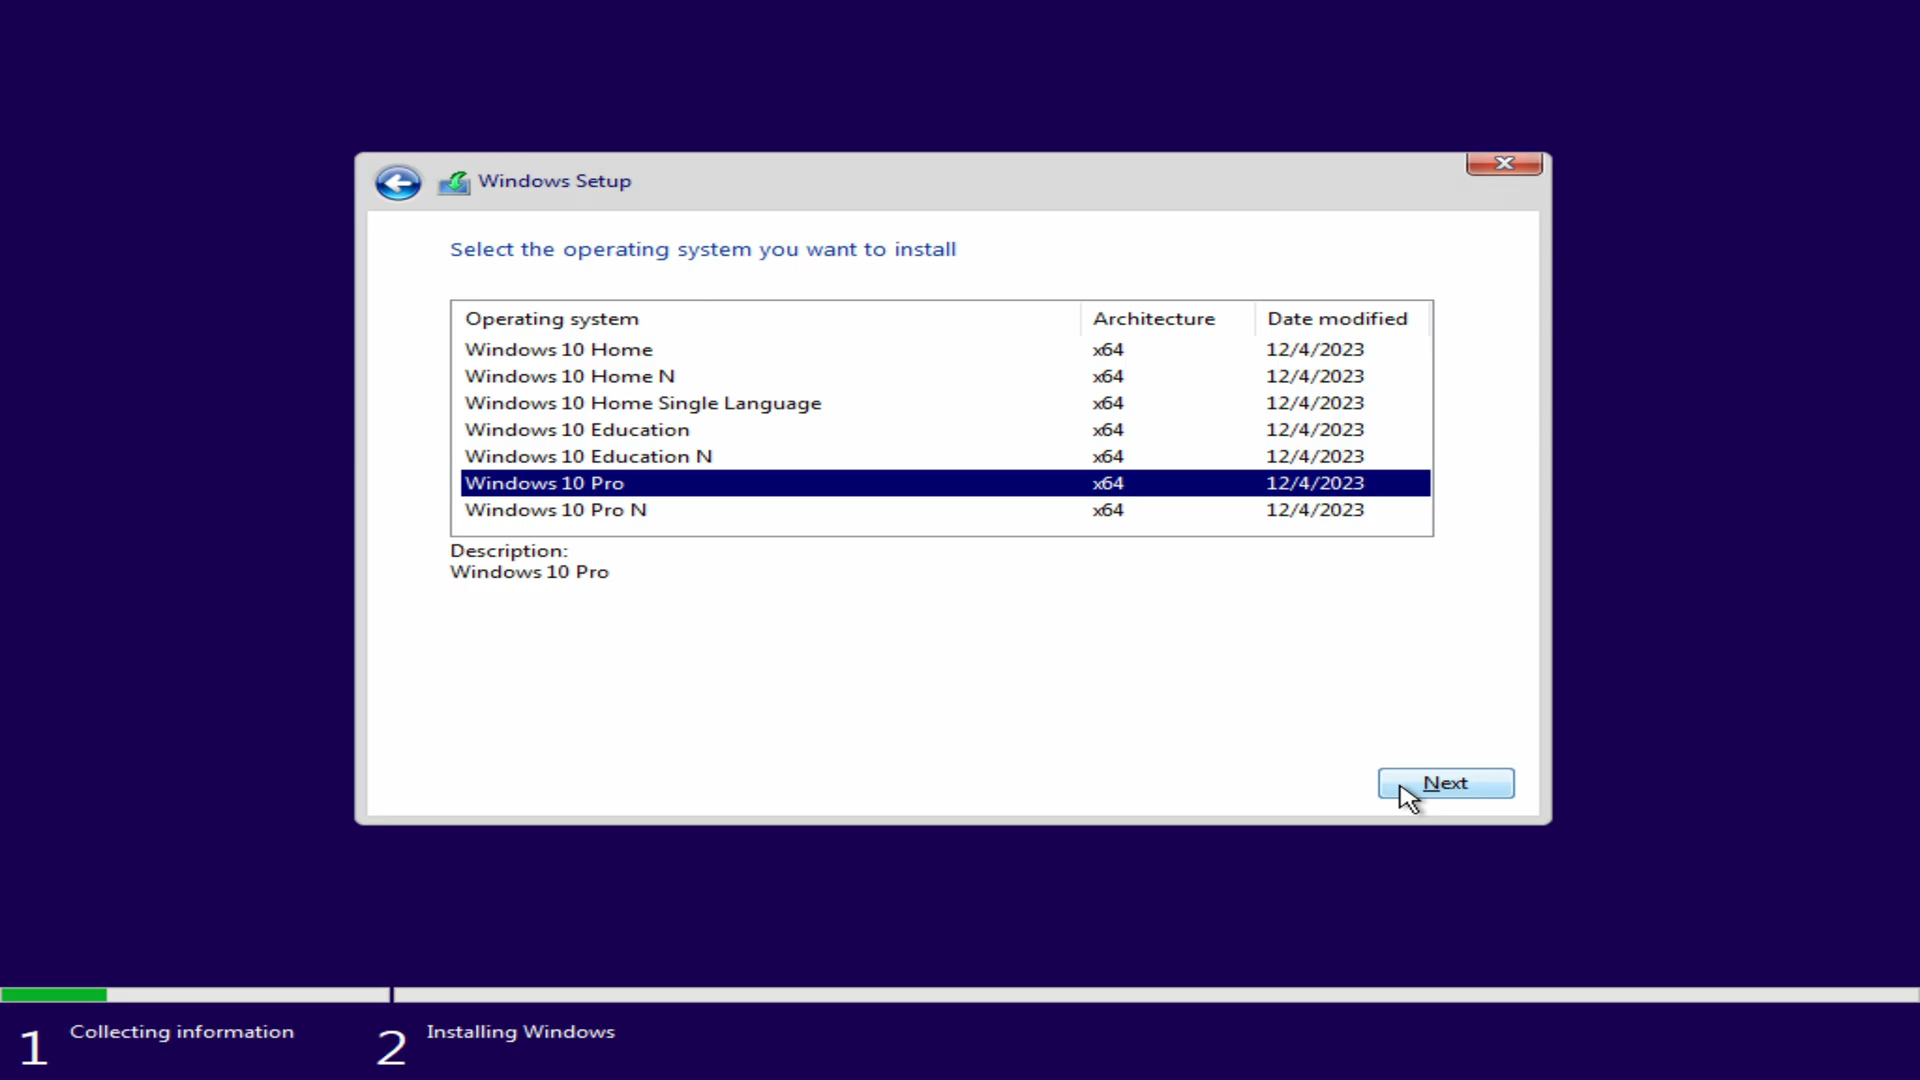 Windows Setup
Select the operating system you want to install
Operating system Architecture Date modified
Windows 10 Home x64 12/4/2023
Windows 10 Home N x64 12/4/2023
Windows 10 Home Single Language x64 12/4/2023
Windows 10 Education x64 12/4/2023
Windows 10 Education N x64 12/4/2023
Windows 10 Pro x64 12/4/2023
Windows 10 Pro N x64 12/4/2023
Description:
Windows 10 Pro
Next
1 Collecting information 2 Installing Windows